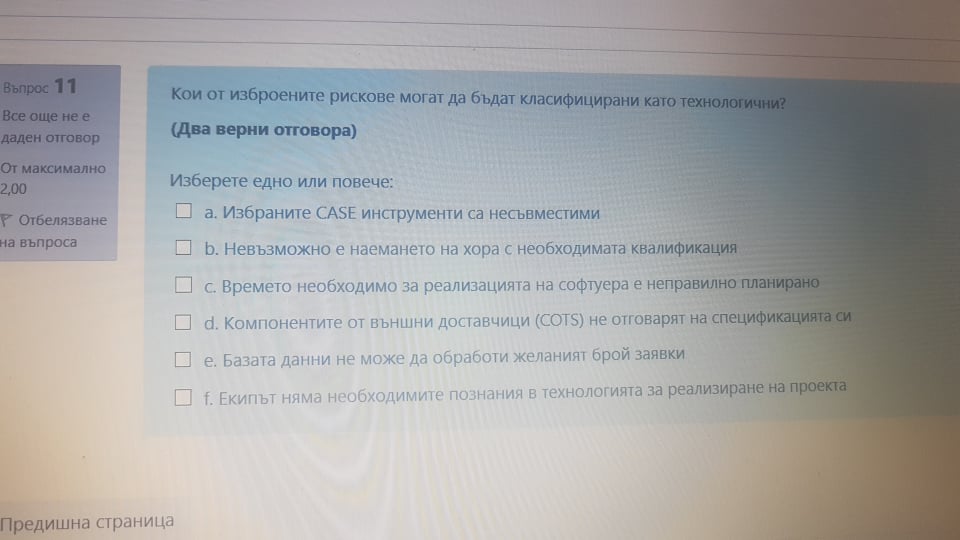 Въпрос 11
Все още не е
даден отговор
От максимално
2,00
Отбелязване
на въпроса
Кои от изброените рискове могат да бъдат класифицирани като технологични?
(Два верни отговора)
Изберете едно или повече:
a. Избраните CASE инструменти са несъвместими
b. Невъзможно е наемането на хора с необходимата квалификация
c. Времето необходимо за реализацията на софтуера е неправилно планирано
d. Компонентите от външни доставчици (COTS) не отговарят на спецификацията си
e. Базата данни не може да обработи желаният брой заявки
f. Екипът няма необходимите познания в технологията за реализиране на проекта
Предишна страница